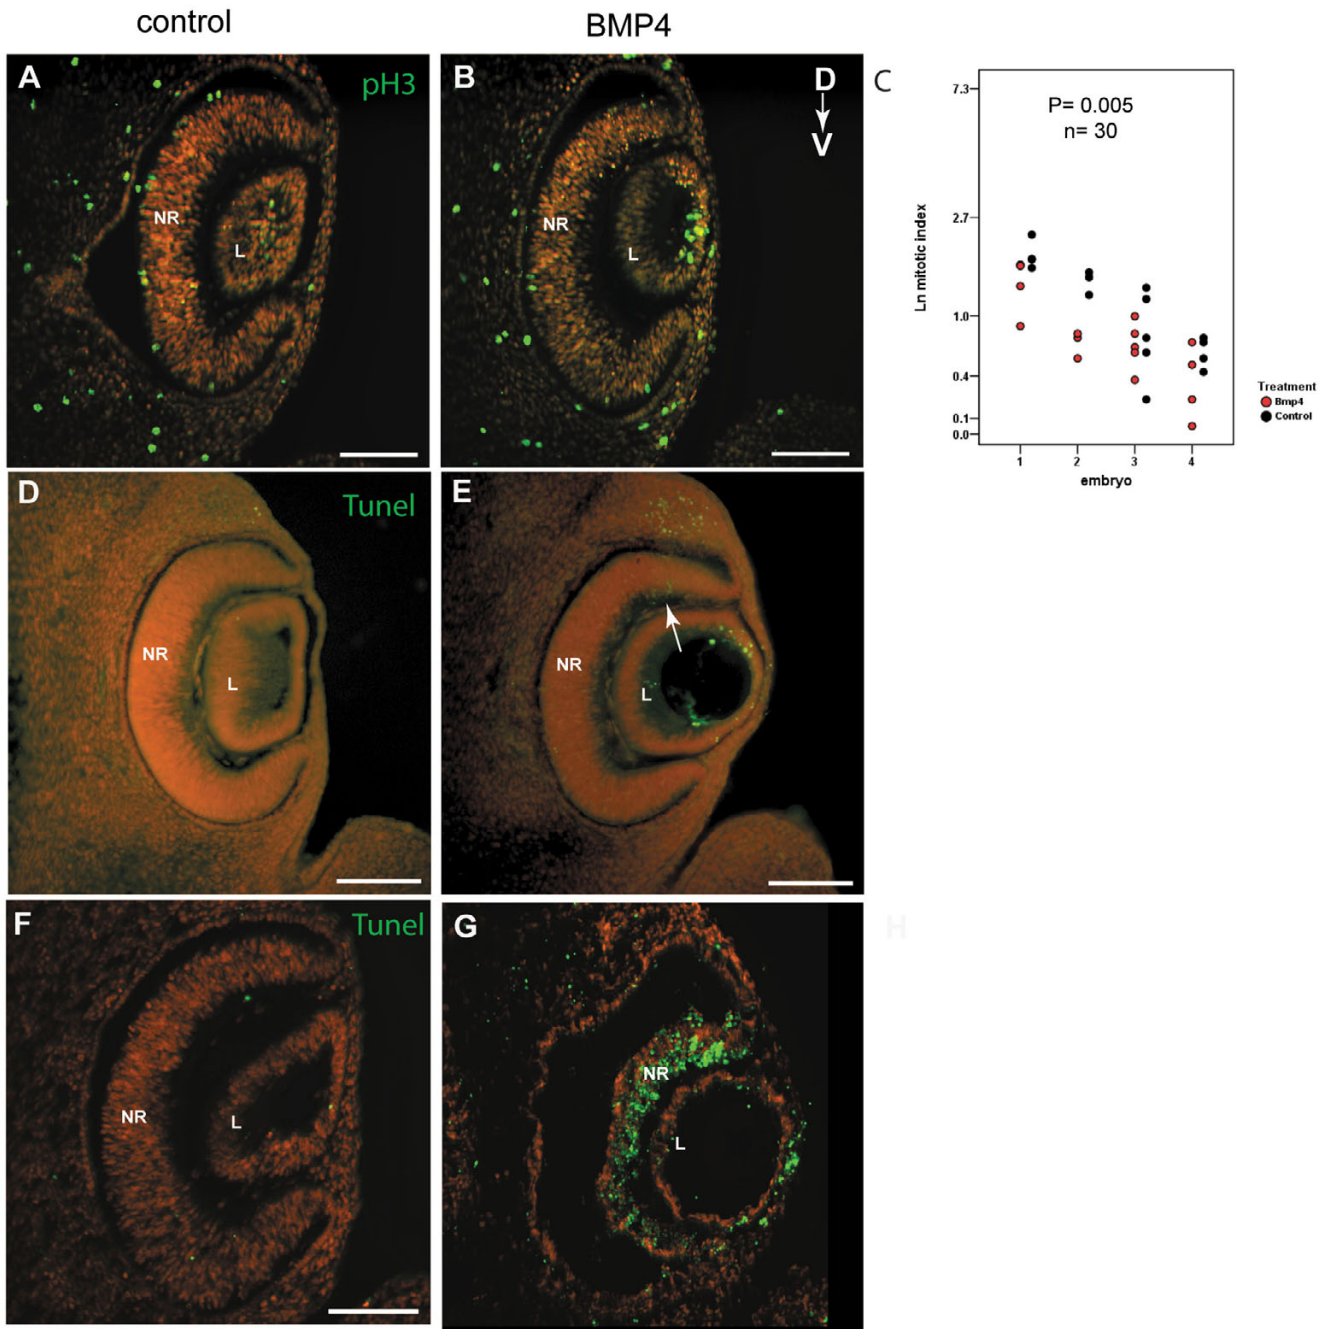 control
BMP4
A
pH3
NR
L
B
D
V
NR
L
C
P= 0.005
n= 30
7.3
2.7
1.0
0.4
0.1
0.0
Ln mitotic index
1 2 3 4
embryo
Treatment
Bmp4
Control
D
Tunel
NR
L
E
NR
L
F
Tunel
NR
L
G
NR
L
H